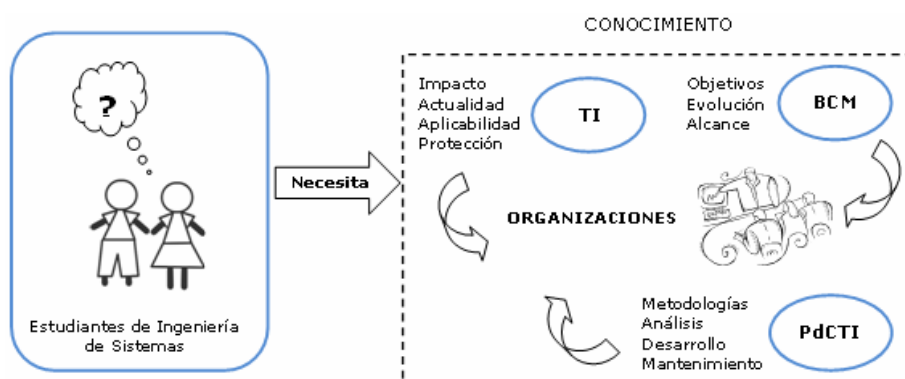 CONOCIMIENTO
?
Estudiantes de Ingeniería
de Sistemas
Necesita
Impacto
Actualidad
Aplicabilidad
Protección
TI
Objetivos
Evolución
Alcance
BCM
ORGANIZACIONES
Metodologías
Análisis
Desarrollo
Mantenimiento
PdCTI